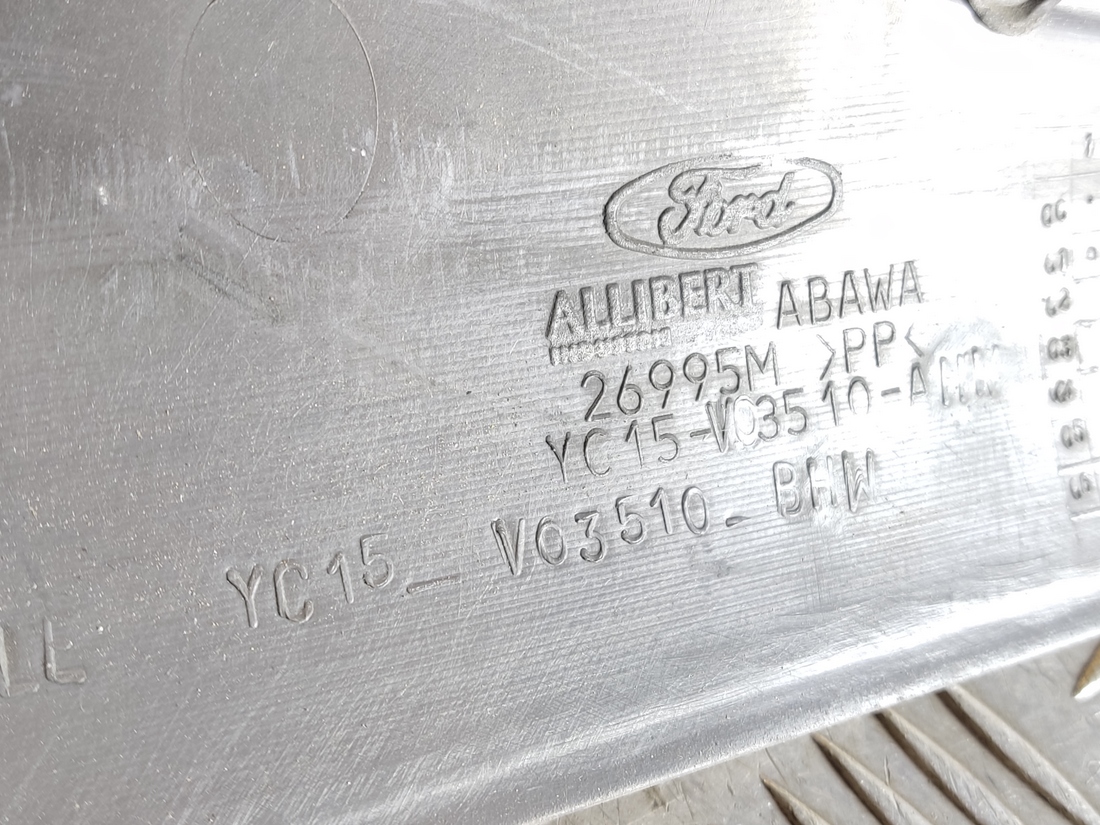 Ford
ALLIBERT ABAWA
26995M >PP<
YC15-V03510-A
YC15_ V03510_ BHW